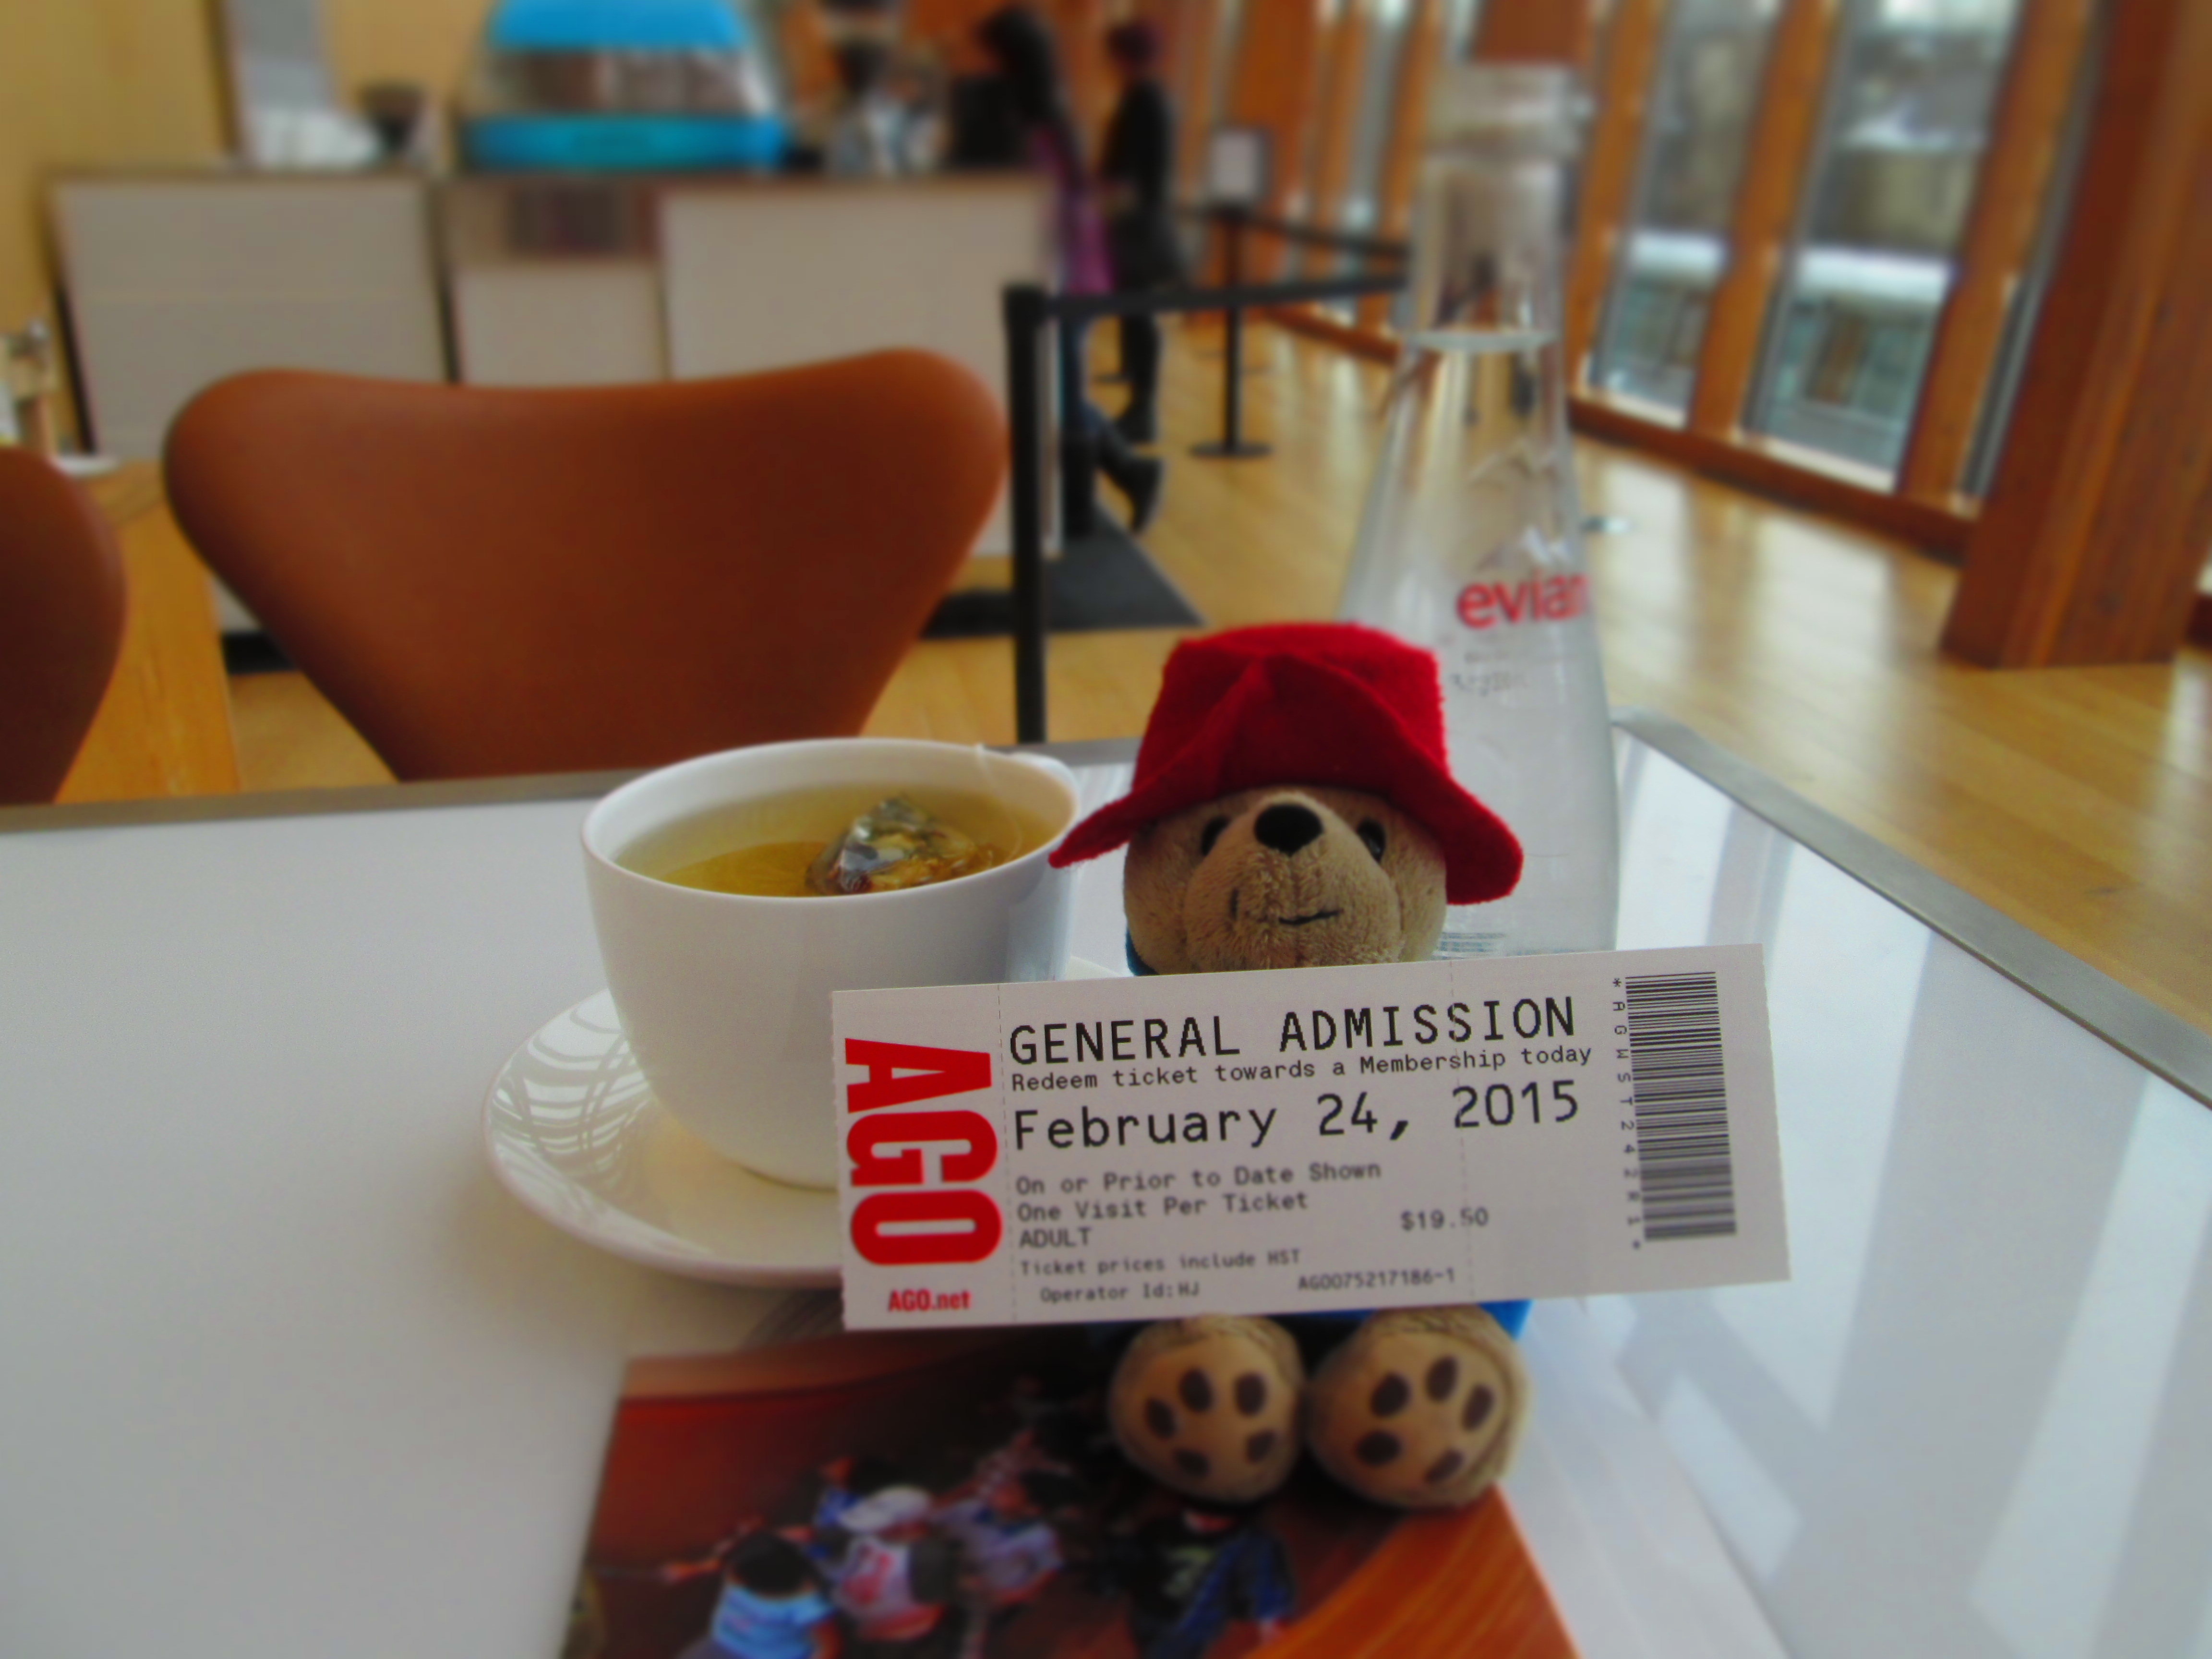 evian
AGO
AGO.net
GENERAL ADMISSION
Redeem ticket towards a Membership today
February 24, 2015
On or Prior to Date Shown
One Visit Per Ticket
ADULT
$19.50
Ticket prices include HST
Operator Id:HJ
AGO075217186-1
*AGWST242R1*